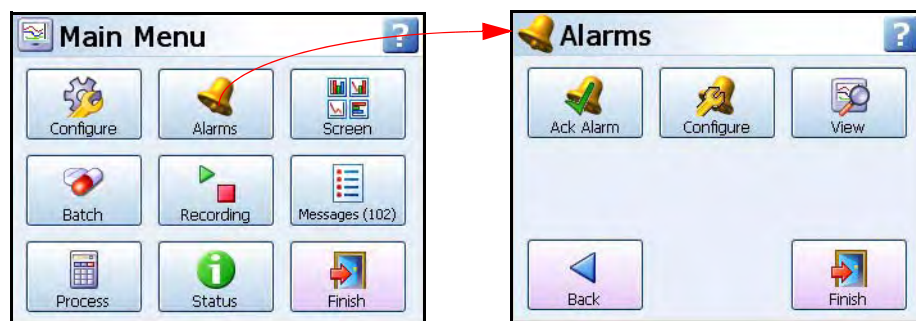 Main Menu ?
Configure Alarms Screen
Batch Recording Messages (102)
Process Status Finish
Alarms ?
Ack Alarm Configure View
Back Finish